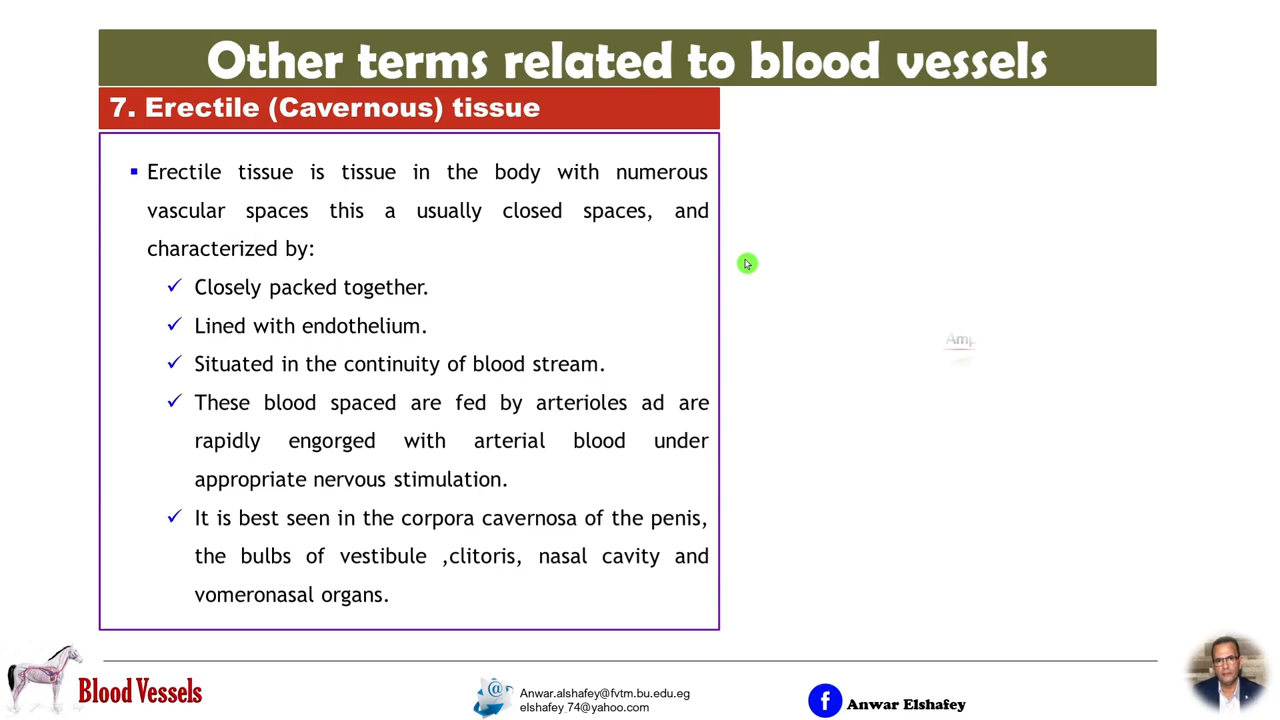 Other terms related to blood vessels
7. Erectile (Cavernous) tissue
Erectile tissue is tissue in the body with numerous
vascular spaces this a usually closed spaces, and
characterized by:
Closely packed together.
Lined with endothelium.
Situated in the continuity of blood stream.
These blood spaced are fed by arterioles ad are
rapidly engorged with arterial blood under
appropriate nervous stimulation.
It is best seen in the corpora cavernosa of the penis,
the bulbs of vestibule ,clitoris, nasal cavity and
vomeronasal organs.
Blood Vessels
@
Anwar.alshafey@fvtm.bu.edu.eg
elshafey_74@yahoo.com
f
Anwar Elshafey